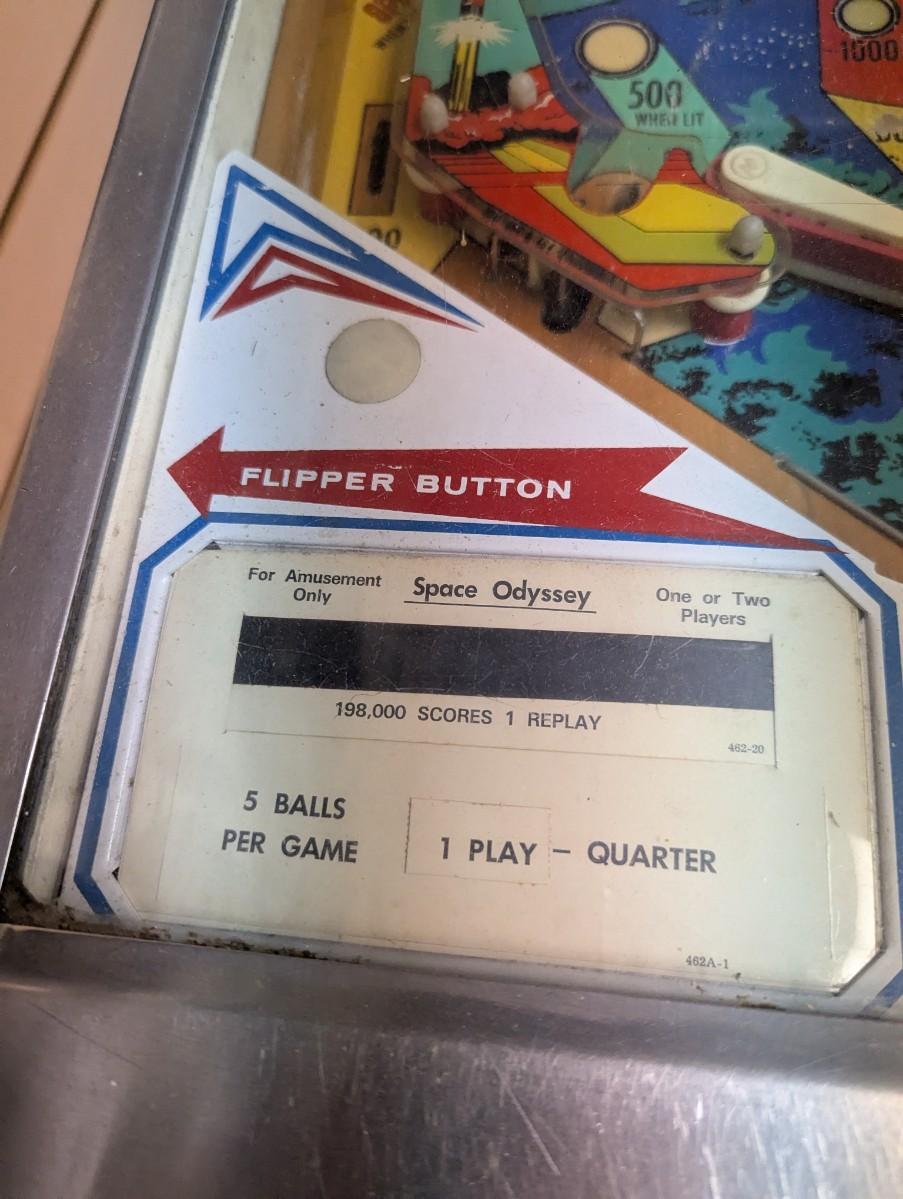 1000
500
WHEN LIT
FLIPPER BUTTON
For Amusement
Only
Space Odyssey
One or Two
Players
198,000 SCORES 1 REPLAY
462-20
5 BALLS
PER GAME
1 PLAY – QUARTER
462A-1